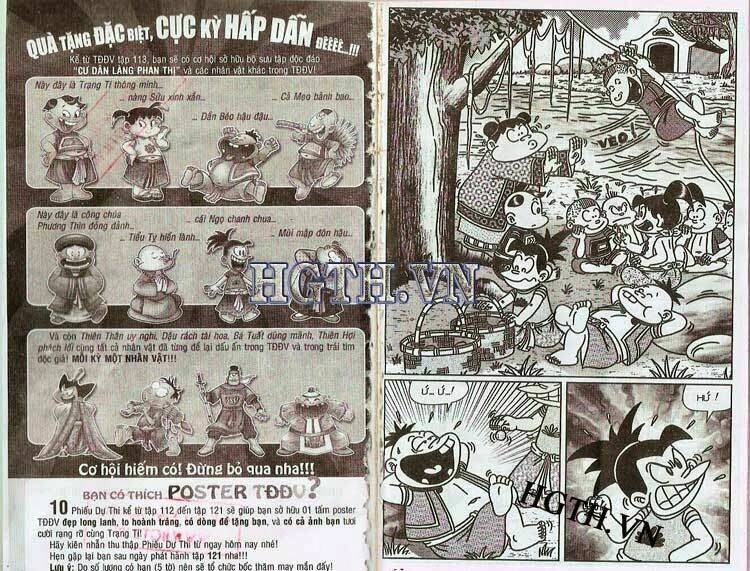 QUÀ TẶNG ĐẶC BIỆT, CỰC KỲ HẤP DẪN ĐÊÊÊÊ...!!!
Kể từ TĐĐV tập 113, bạn sẽ có cơ hội sở hữu bộ sưu tập độc đáo
"CƯ DÂN LÀNG PHAN THỊ" và các nhân vật khác trong TĐĐV!
Này đây là Trạng Tí thông minh...
... nàng Sửu xinh xắn...
... Cả Mẹo bảnh bao...
... Dần Béo hậu đậu...
Này đây là công chúa
Phương Thìn đỏng đảnh...
... cái Ngọ chanh chua...
... Tiểu Tỵ hiền lành...
... Mùi mập đôn hậu...
Và còn Thiên Thần uy nghi, Dậu rách tài hoa, Bá Tuất dũng mãnh, Thiên Hợi
phách lối cùng tất cả nhân vật đã từng để lại dấu ấn trong TĐĐV và trong trái tim
độc giả! MỖI KỲ MỘT NHÂN VẬT!!!
Cơ hội hiếm có! Đừng bỏ qua nha!!!
BẠN CÓ THÍCH POSTER TĐĐV?
10 Phiếu Dự Thi kể từ tập 112 đến tập 121 sẽ giúp bạn sở hữu 01 tấm poster
TĐĐV đẹp long lanh, to hoành tráng, có dòng đề tặng bạn, và có cả ảnh bạn tươi
cười rạng rỡ cùng Trạng Tí!
Hãy kiên nhẫn thu thập Phiếu Dự Thi từ ngay hôm nay nhé!
Hẹn gặp lại bạn sau ngày phát hành tập 121 nha!!!
Lưu ý: Do số lượng có hạn (5 tờ) nên sẽ tổ chức bốc thăm may mắn đấy!
VEO!
HGTH.VN
Ứ... Ứ...!
HỨ!
HGTH.VN